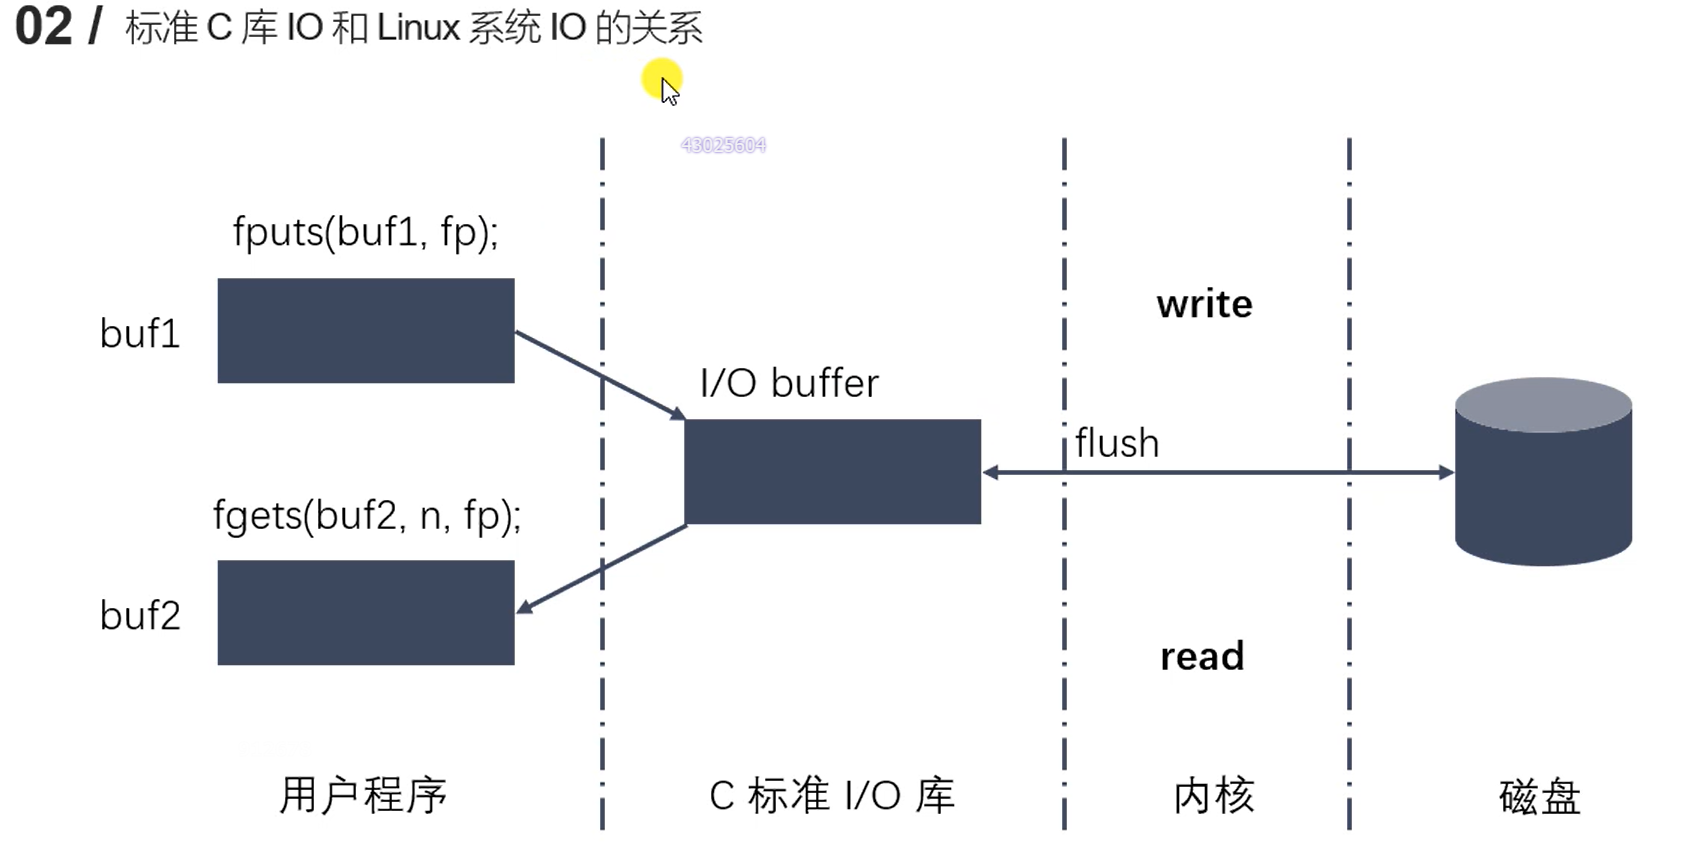 02 / 标准 C 库 IO 和 Linux 系统 IO 的关系
43025604
fputs(buf1, fp);
buf1
write
I/O buffer
flush
fgets(buf2, n, fp);
buf2
read
用户程序
C 标准 I/O 库
内核
磁盘